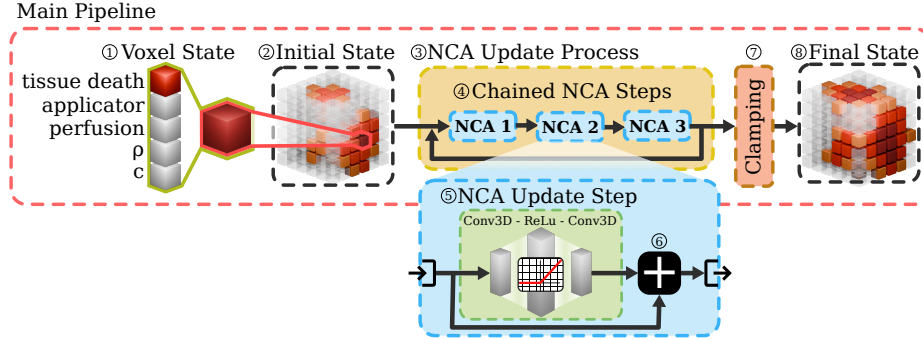 Main Pipeline
①Voxel State
②Initial State
③NCA Update Process
⑦
⑧Final State
tissue death
applicator
perfusion
ρ
c
④Chained NCA Steps
NCA 1
NCA 2
NCA 3
Clamping
⑤NCA Update Step
Conv3D - ReLu - Conv3D
⑥